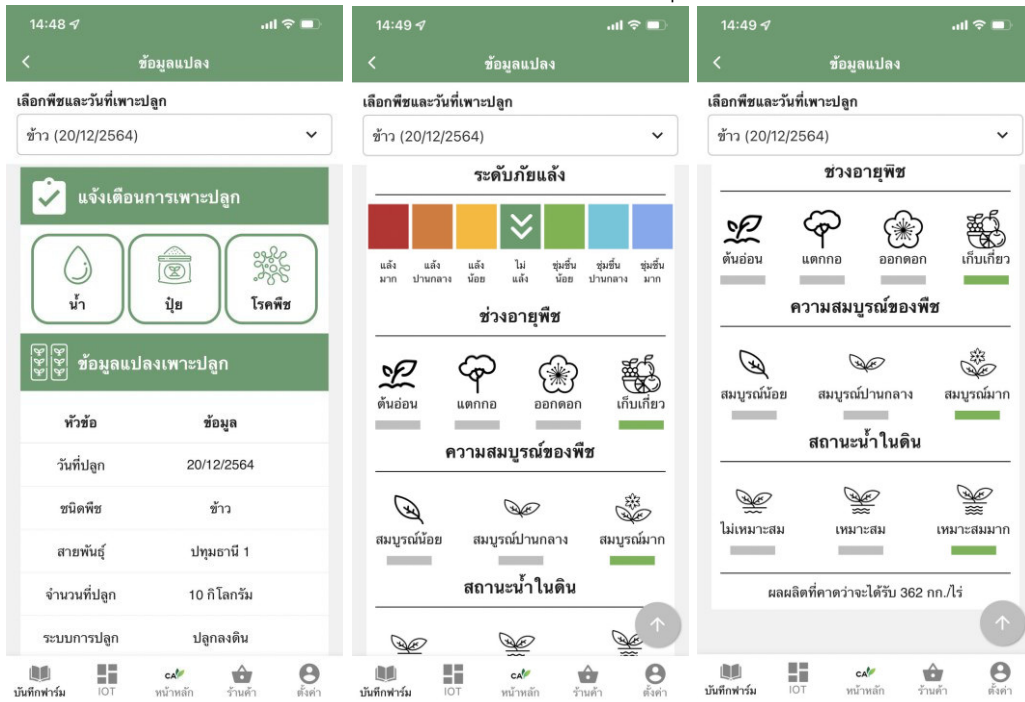 14:48
ข้อมูลแปลง
เลือกพืชและวันที่เพาะปลูก
ข้าว (20/12/2564)
แจ้งเตือนการเพาะปลูก
น้ำ ปุ๋ย โรคพืช
ข้อมูลแปลงเพาะปลูก
หัวข้อ ข้อมูล
วันที่ปลูก 20/12/2564
ชนิดพืช ข้าว
สายพันธุ์ ปทุมธานี 1
จำนวนที่ปลูก 10 กิโลกรัม
ระบบการปลูก ปลูกลงดิน
บันทึกฟาร์ม IOT หน้าหลัก ร้านค้า ตั้งค่า
14:49
ข้อมูลแปลง
เลือกพืชและวันที่เพาะปลูก
ข้าว (20/12/2564)
ระดับภัยแล้ง
แล้ง แล้ง แล้ง ไม่ ชุ่มชื้น ชุ่มชื้น ชุ่มชื้น
มาก ปานกลาง น้อย แล้ง น้อย ปานกลาง มาก
ช่วงอายุพืช
ต้นอ่อน แตกกอ ออกดอก เก็บเกี่ยว
ความสมบูรณ์ของพืช
สมบูรณ์น้อย สมบูรณ์ปานกลาง สมบูรณ์มาก
สถานะน้ำในดิน
บันทึกฟาร์ม IOT หน้าหลัก ร้านค้า ตั้งค่า
14:49
ข้อมูลแปลง
เลือกพืชและวันที่เพาะปลูก
ข้าว (20/12/2564)
ช่วงอายุพืช
ต้นอ่อน แตกกอ ออกดอก เก็บเกี่ยว
ความสมบูรณ์ของพืช
สมบูรณ์น้อย สมบูรณ์ปานกลาง สมบูรณ์มาก
สถานะน้ำในดิน
ไม่เหมาะสม เหมาะสม เหมาะสมมาก
ผลผลิตที่คาดว่าจะได้รับ 362 กก./ไร่
บันทึกฟาร์ม IOT หน้าหลัก ร้านค้า ตั้งค่า